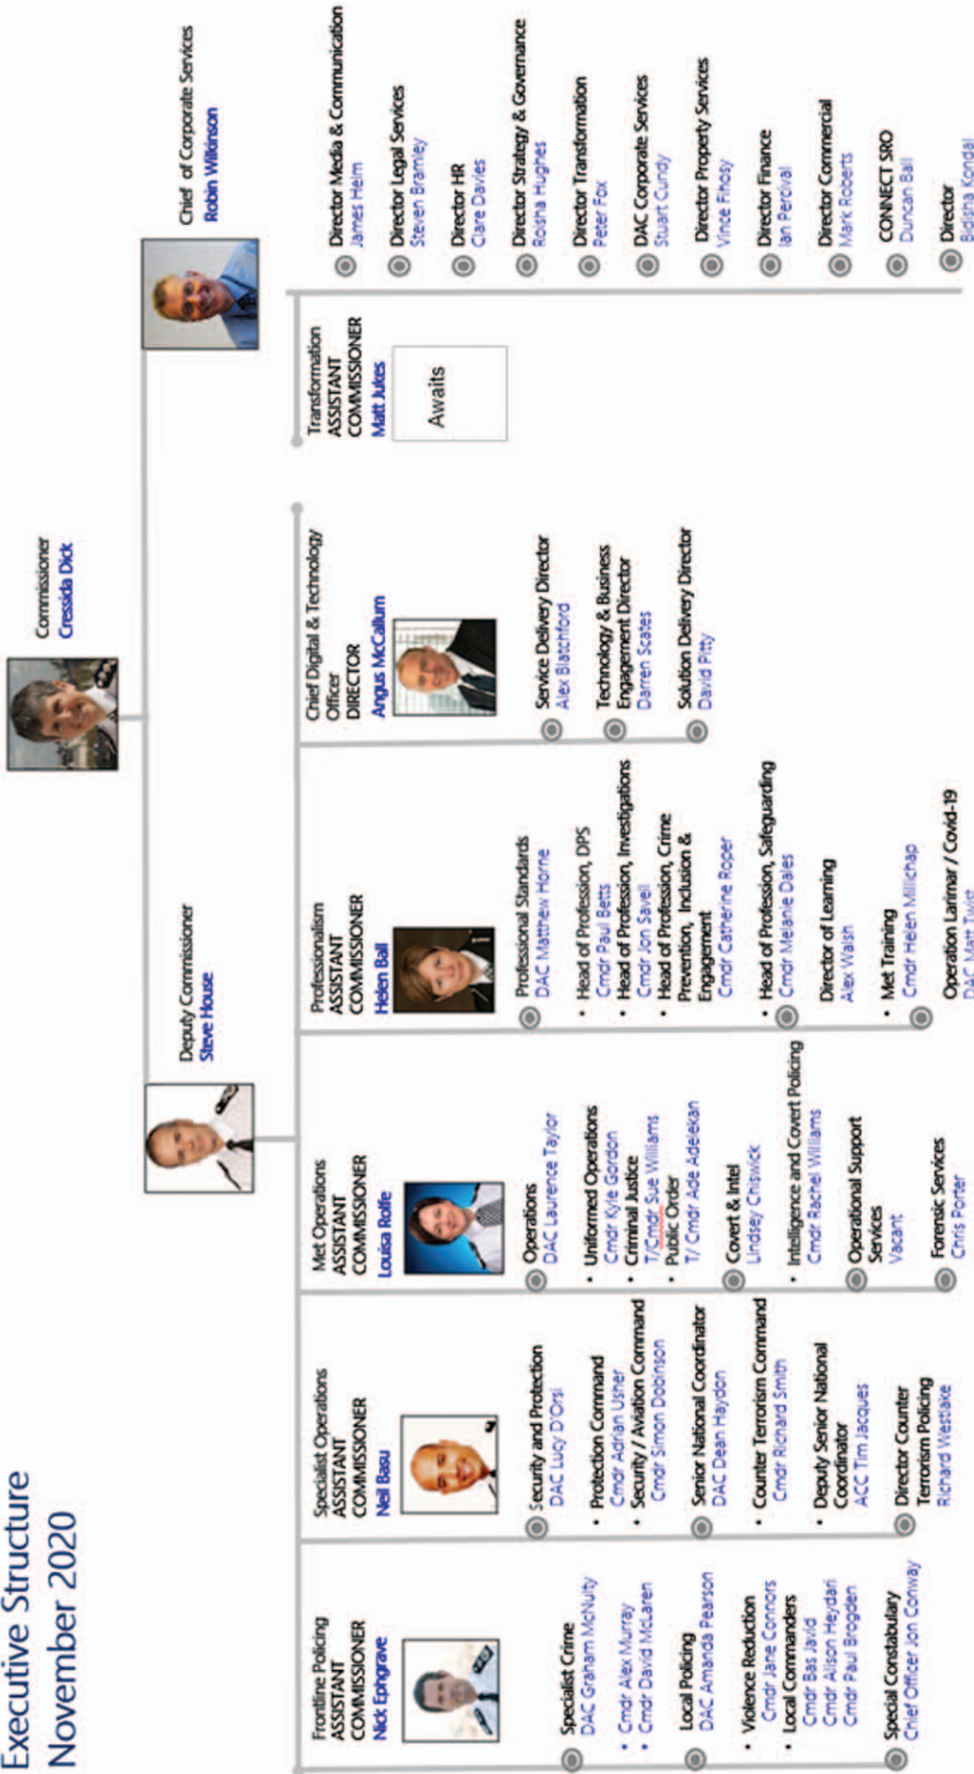 Executive Structure
November 2020
Commissioner
Cressida Dick
Deputy Commissioner
Steve House
Chief of Corporate Services
Robin Wilkinson
Frontline Policing
ASSISTANT
COMMISSIONER
Nick Ephgrave
Specialist Crime
DAC Graham McNulty
• Cmdr Alex Murray
• Cmdr David McLaren
Local Policing
DAC Amanda Pearson
• Violence Reduction
Cmdr Jane Connors
• Local Commanders
Cmdr Bas Javid
Cmdr Alison Heydari
Cmdr Paul Brogden
Special Constabulary
Chief Officer Jon Conway
Specialist Operations
ASSISTANT
COMMISSIONER
Neil Basu
Security and Protection
DAC Lucy D'Orsi
• Protection Command
Cmdr Adrian Usher
• Security / Aviation Command
Cmdr Simon Dobinson
Senior National Coordinator
DAC Dean Haydon
• Counter Terrorism Command
Cmdr Richard Smith
• Deputy Senior National
Coordinator
ACC Tim Jacques
Director Counter
Terrorism Policing
Richard Westlake
Met Operations
ASSISTANT
COMMISSIONER
Louisa Rolfe
Operations
DAC Laurence Taylor
• Uniformed Operations
Cmdr Kyle Gordon
• Criminal Justice
T/Cmdr Sue Williams
• Public Order
T/ Cmdr Ade Adelekan
Covert & Intel
Lindsey Chiswick
• Intelligence and Covert Policing
Cmdr Rachel Williams
Operational Support
Services
Vacant
Forensic Services
Chris Porter
Professionalism
ASSISTANT
COMMISSIONER
Helen Ball
Professional Standards
DAC Matthew Horne
• Head of Profession, DPS
Cmdr Paul Betts
• Head of Profession, Investigations
Cmdr Jon Savell
• Head of Profession, Crime
Prevention, Inclusion &
Engagement
Cmdr Catherine Roper
• Head of Profession, Safeguarding
Cmdr Melanie Dales
Director of Learning
Alex Walsh
• Met Training
Cmdr Helen Millichap
Operation Larimar / Covid-19
DAC Matt Twist
Chief Digital & Technology
Officer
DIRECTOR
Angus McCallum
Service Delivery Director
Alex Blatchford
Technology & Business
Engagement Director
Darren Scates
Solution Delivery Director
David Pitty
Transformation
ASSISTANT
COMMISSIONER
Matt Jukes
Awaits
Director Media & Communication
James Helm
Director Legal Services
Steven Bramley
Director HR
Clare Davies
Director Strategy & Governance
Roisha Hughes
Director Transformation
Peter Fox
DAC Corporate Services
Stuart Cundy
Director Property Services
Vince Fihosy
Director Finance
Ian Percival
Director Commercial
Mark Roberts
CONNECT SRO
Duncan Ball
Director
Bidisha Kondal